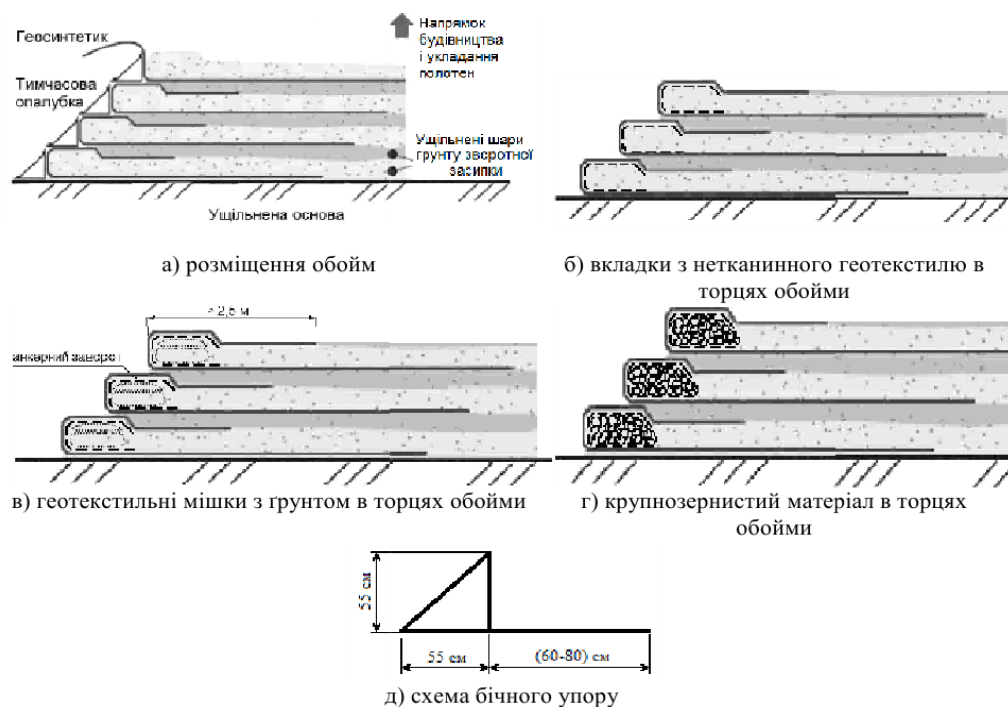 Геосинтетик
Тимчасова
опалубка
Напрямок
будівництва
і укладання
полотен
Ущільнені шари
ґрунту зворотної
засипки
Ущільнена основа
а) розміщення обойм
б) вкладки з нетканинного геотекстилю в
торцях обойми
> 2,5 м
анкерний заворот
в) геотекстильні мішки з ґрунтом в торцях обойми
г) крупнозернистий матеріал в торцях
обойми
55 см
55 см
(60-80) см
д) схема бічного упору